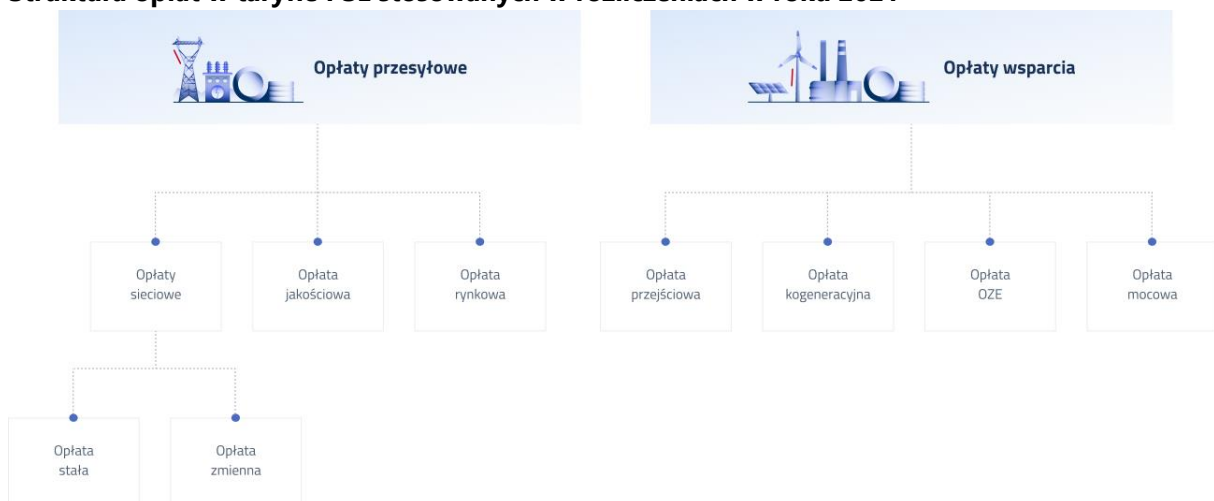 Opłaty przesyłowe
Opłaty wsparcia
Opłaty
sieciowe
Opłata
jakościowa
Opłata
rynkowa
Opłata
przejściowa
Opłata
kogeneracyjna
Opłata
OZE
Opłata
mocowa
Opłata
stała
Opłata
zmienna